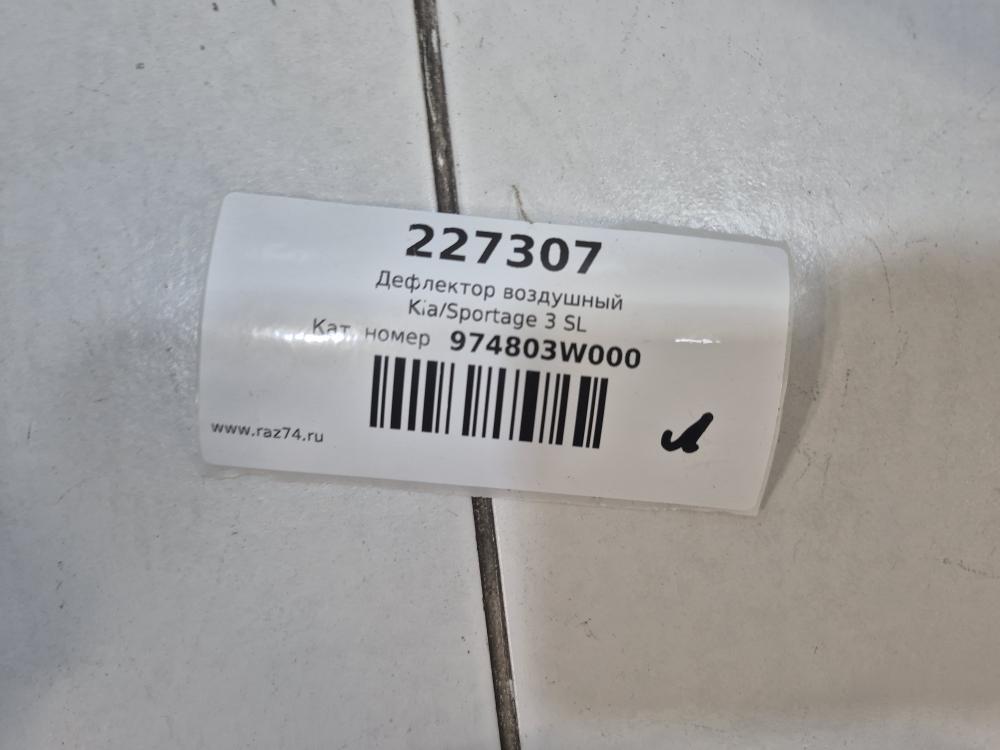 227307
Дефлектор воздушный
Kia/Sportage 3 SL
Кат. номер 974803W000
www.raz74.ru
Л